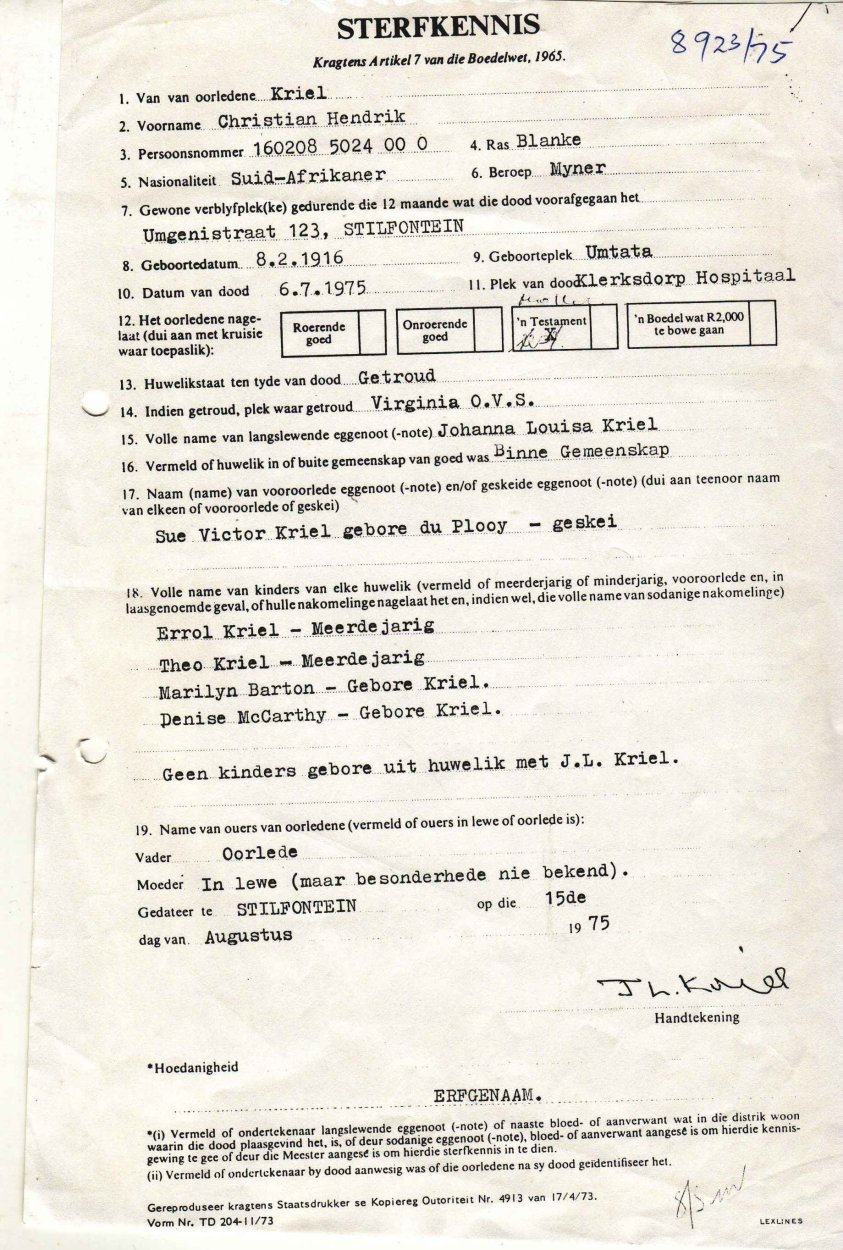 STERFKENNIS
8923/75
Kragtens Artikel 7 van die Boedelwet, 1965.
1. Van van oorledene Kriel
2. Voorname Christian Hendrik
3. Persoonsnommer 160208 5024 00 0 4. Ras Blanke
5. Nasionaliteit Suid-Afrikaner 6. Beroep Myner
7. Gewone verblyfplek(ke) gedurende die 12 maande wat die dood voorafgegaan het
Umgenistraat 123, STILFONTEIN
8. Geboortedatum 8.2.1916 9. Geboorteplek Umtata
10. Datum van dood 6.7.1975 11. Plek van dood Klerksdorp Hospitaal
12. Het oorledene nage-
laat (dui aan met kruisie
waar toepaslik):
Roerende
goed
Onroerende
goed
'n Testament
X
'n Boedel wat R2,000
te bowe gaan
13. Huwelikstaat ten tyde van dood Getroud
14. Indien getroud, plek waar getroud Virginia O.V.S.
15. Volle name van langslewende eggenoot (-note) Johanna Louisa Kriel
16. Vermeld of huwelik in of buite gemeenskap van goed was Binne Gemeenskap
17. Naam (name) van vooroorlede eggenoot (-note) en/of geskeide eggenoot (-note) (dui aan teenoor naam
van elkeen of vooroorlede of geskei)
Sue Victor Kriel gebore du Plooy - geskei
18. Volle name van kinders van elke huwelik (vermeld of meerderjarig of minderjarig, vooroorlede en, in
laasgenoemde geval, of hulle nakomelinge nagelaat het en, indien wel, die volle name van sodanige nakomelinge)
Errol Kriel - Meerdejarig
Theo Kriel - Meerdejarig
Marilyn Barton - Gebore Kriel.
Denise McCarthy - Gebore Kriel.
Geen kinders gebore uit huwelik met J.L. Kriel.
19. Name van ouers van oorledene (vermeld of ouers in lewe of oorlede is):
Vader Oorlede
Moeder In lewe (maar besonderhede nie bekend).
Gedateer te STILFONTEIN op die 15de
dag van Augustus 1975
J L. Kriel
Handtekening
*Hoedanigheid
ERFGENAAM.
*(i) Vermeld of ondertekenaar langslewende eggenoot (-note) of naaste bloed- of aanverwant wat in die distrik woon
waarin die dood plaasgevind het, is, of deur sodanige eggenoot (-note), bloed- of aanverwant aangesê is om hierdie kennis-
gewing te gee of deur die Meester aangesê is om hierdie sterfkennis in te dien.
(ii) Vermeld of ondertekenaar by dood aanwesig was of die oorledene na sy dood geïdentifiseer het.
Gereproduseer kragtens Staatsdrukker se Kopiereg Outoriteit Nr. 4913 van 17/4/73.
Vorm Nr. TD 204-11/73
LEXLINES